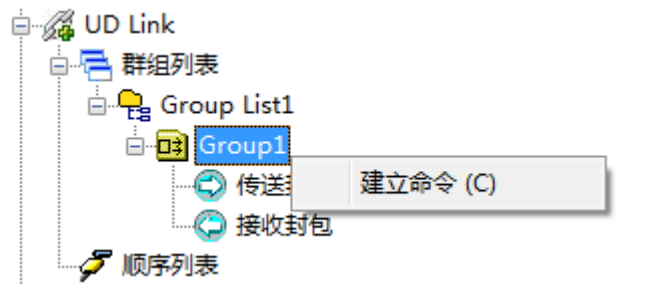 UD Link
群组列表
Group List1
Group1
建立命令 (C)
传送
接收封包
顺序列表